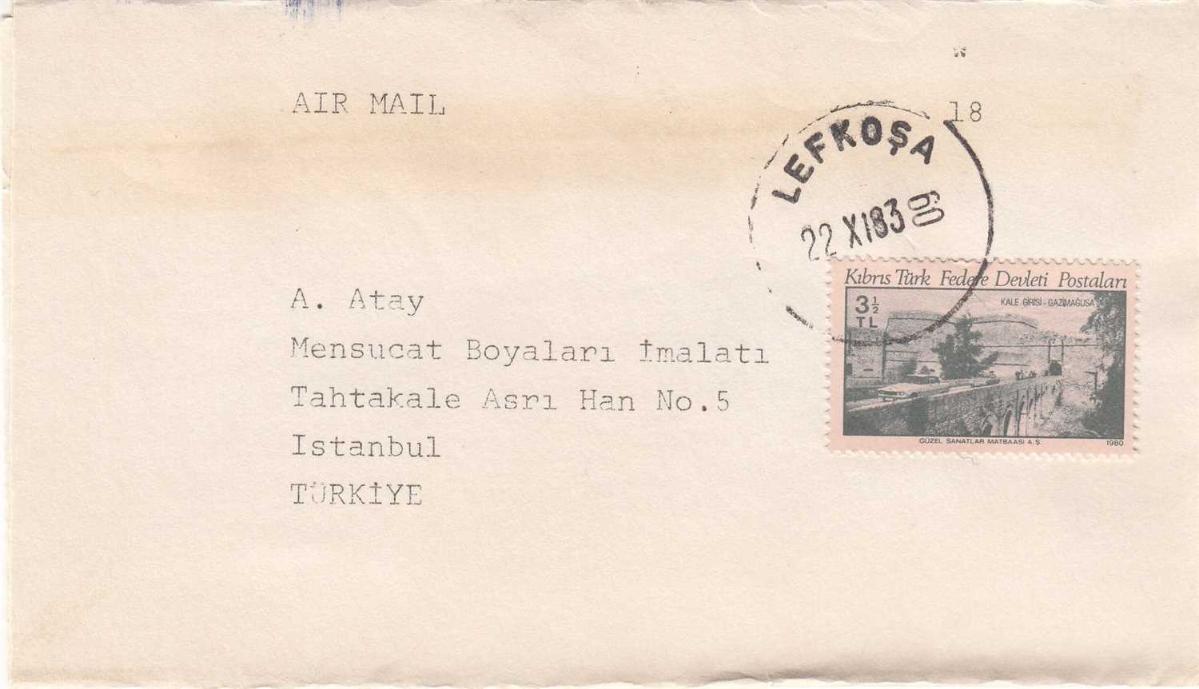 AIR MAIL
18
LEFKOŞA
22 XI 83 60
A. Atay
Mensucat Boyaları İmalatı
Tahtakale Asrı Han No.5
Istanbul
TÜRKİYE
Kıbrıs Türk Federe Devleti Postaları
3½
TL
KALE GİRİŞİ - GAZİMAĞUSA
GÜZEL SANATLAR MATBAASI A.Ş.
1980